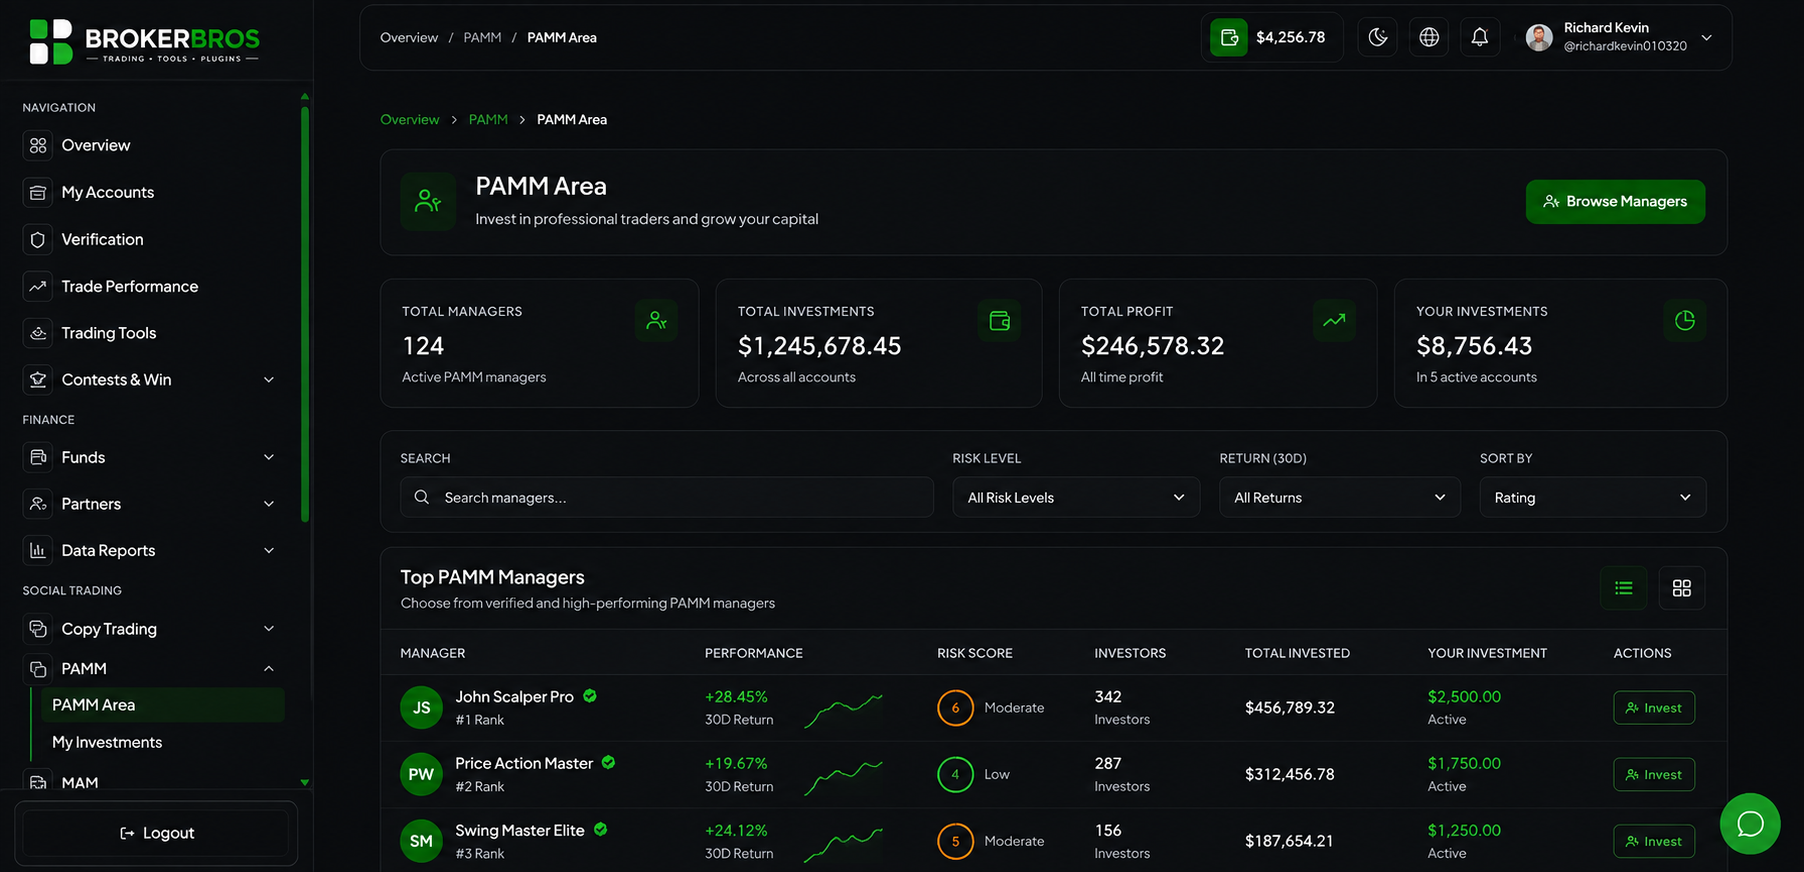 BROKERBROS
TRADING • TOOLS • PLUGINS
Overview / PAMM / PAMM Area
$4,256.78
Richard Kevin
@richardkevin010320
NAVIGATION
Overview
My Accounts
Verification
Trade Performance
Trading Tools
Contests & Win
FINANCE
Funds
Partners
Data Reports
SOCIAL TRADING
Copy Trading
PAMM
PAMM Area
My Investments
MAM
Logout
Overview > PAMM > PAMM Area
PAMM Area
Invest in professional traders and grow your capital
Browse Managers
TOTAL MANAGERS
124
Active PAMM managers
TOTAL INVESTMENTS
$1,245,678.45
Across all accounts
TOTAL PROFIT
$246,578.32
All time profit
YOUR INVESTMENTS
$8,756.43
In 5 active accounts
SEARCH
Search managers...
RISK LEVEL
All Risk Levels
RETURN (30D)
All Returns
SORT BY
Rating
Top PAMM Managers
Choose from verified and high-performing PAMM managers
MANAGER PERFORMANCE RISK SCORE INVESTORS TOTAL INVESTED YOUR INVESTMENT ACTIONS
JS John Scalper Pro +28.45% 6 Moderate 342 $456,789.32 $2,500.00 Invest
#1 Rank 30D Return Investors Active
PW Price Action Master +19.67% 4 Low 287 $312,456.78 $1,750.00 Invest
#2 Rank 30D Return Investors Active
SM Swing Master Elite +24.12% 5 Moderate 156 $187,654.21 $1,250.00 Invest
#3 Rank 30D Return Investors Active